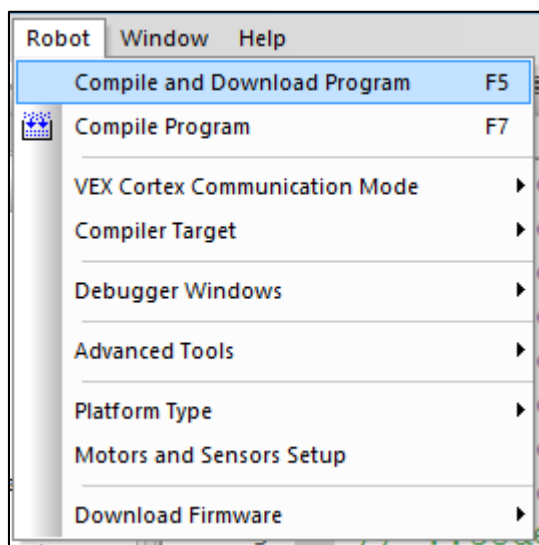 Robot Window Help
Compile and Download Program F5
Compile Program F7
VEX Cortex Communication Mode
Compiler Target
Debugger Windows
Advanced Tools
Platform Type
Motors and Sensors Setup
Download Firmware